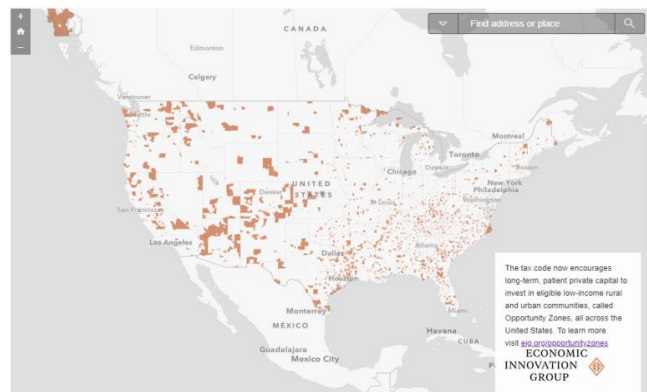 +
−
Find address or place
CANADA
Edmonton
Calgary
Vancouver
Seattle
Montreal
Toronto
Boston
Detroit
Chicago
New York
Philadelphia
Washington
UNITED
STATES
Denver
St Louis
San Francisco
Los Angeles
Atlanta
Dallas
Houston
Monterrey
Miami
MÉXICO
Havana
CUBA
Guadalajara
Mexico City
The tax code now encourages
long-term, patient private capital to
invest in eligible low-income rural
and urban communities, called
Opportunity Zones, all across the
United States. To learn more
visit eig.org/opportunityzones
ECONOMIC
INNOVATION
GROUP